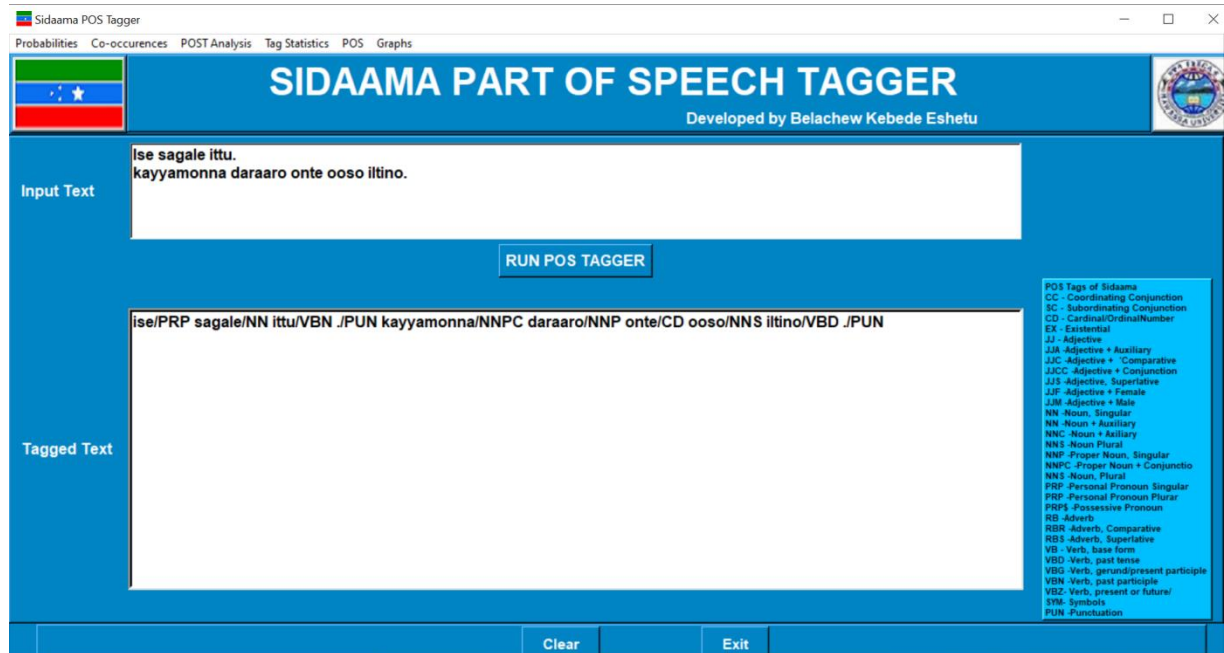 Sidaama POS Tagger
Probabilities Co-occurences POST Analysis Tag Statistics POS Graphs
SIDAAMA PART OF SPEECH TAGGER
Developed by Belachew Kebede Eshetu
Input Text
Ise sagale ittu.
kayyamonna daraaro onte ooso iltino.
RUN POS TAGGER
Tagged Text
ise/PRP sagale/NN ittu/VBN ./PUN kayyamonna/NNPC daraaro/NNP onte/CD ooso/NNS iltino/VBD ./PUN
POS Tags of Sidaama
CC - Coordinating Conjunction
SC - Subordinating Conjunction
CD - Cardinal/OrdinalNumber
EX - Existential
JJ - Adjective
JJA -Adjective + Auxiliary
JJC -Adjective + 'Comparative
JJCC -Adjective + Conjunction
JJS -Adjective, Superlative
JJF -Adjective + Female
JJM -Adjective + Male
NN -Noun, Singular
NN -Noun + Auxiliary
NNC -Noun + Axiliary
NNS -Noun Plural
NNP -Proper Noun, Singular
NNPC -Proper Noun + Conjunctio
NNS -Noun, Plural
PRP -Personal Pronoun Singular
PRP -Personal Pronoun Plurar
PRP$ -Possessive Pronoun
RB -Adverb
RBR -Adverb, Comparative
RBS -Adverb, Superlative
VB - Verb, base form
VBD -Verb, past tense
VBG -Verb, gerund/present participle
VBN -Verb, past participle
VBZ- Verb, present or future/
SYM- Symbols
PUN -Punctuation
Clear Exit